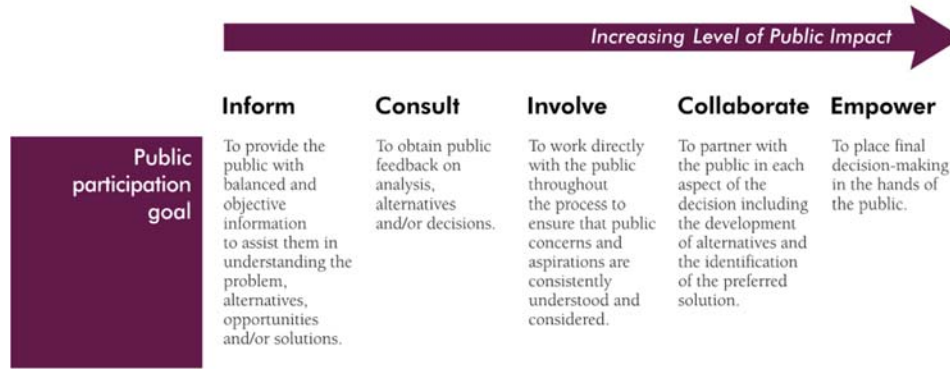 Increasing Level of Public Impact
Public
participation
goal
Inform
To provide the
public with
balanced and
objective
information
to assist them in
understanding the
problem,
alternatives,
opportunities
and/or solutions.
Consult
To obtain public
feedback on
analysis,
alternatives
and/or decisions.
Involve
To work directly
with the public
throughout
the process to
ensure that public
concerns and
aspirations are
consistently
understood and
considered.
Collaborate
To partner with
the public in each
aspect of the
decision including
the development
of alternatives and
the identification
of the preferred
solution.
Empower
To place final
decision-making
in the hands of
the public.